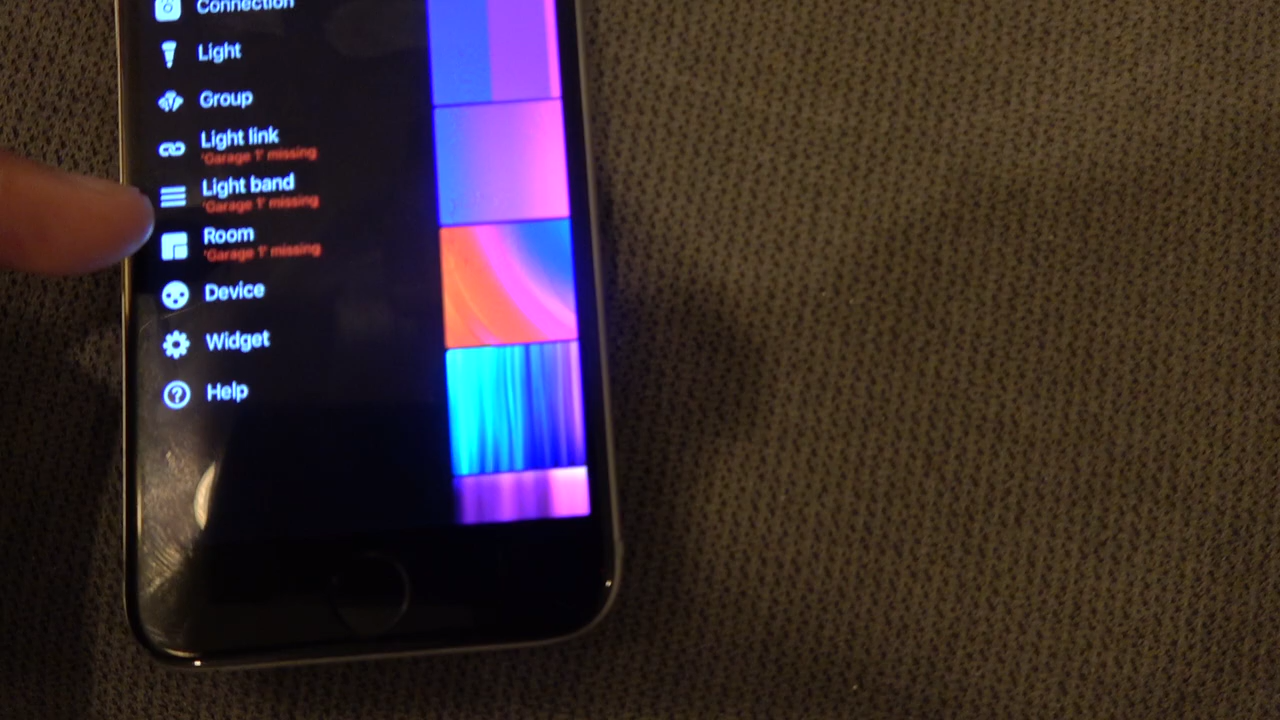 Connection
Light
Group
Light link
'Garage 1' missing
Light band
'Garage 1' missing
Room
'Garage 1' missing
Device
Widget
Help